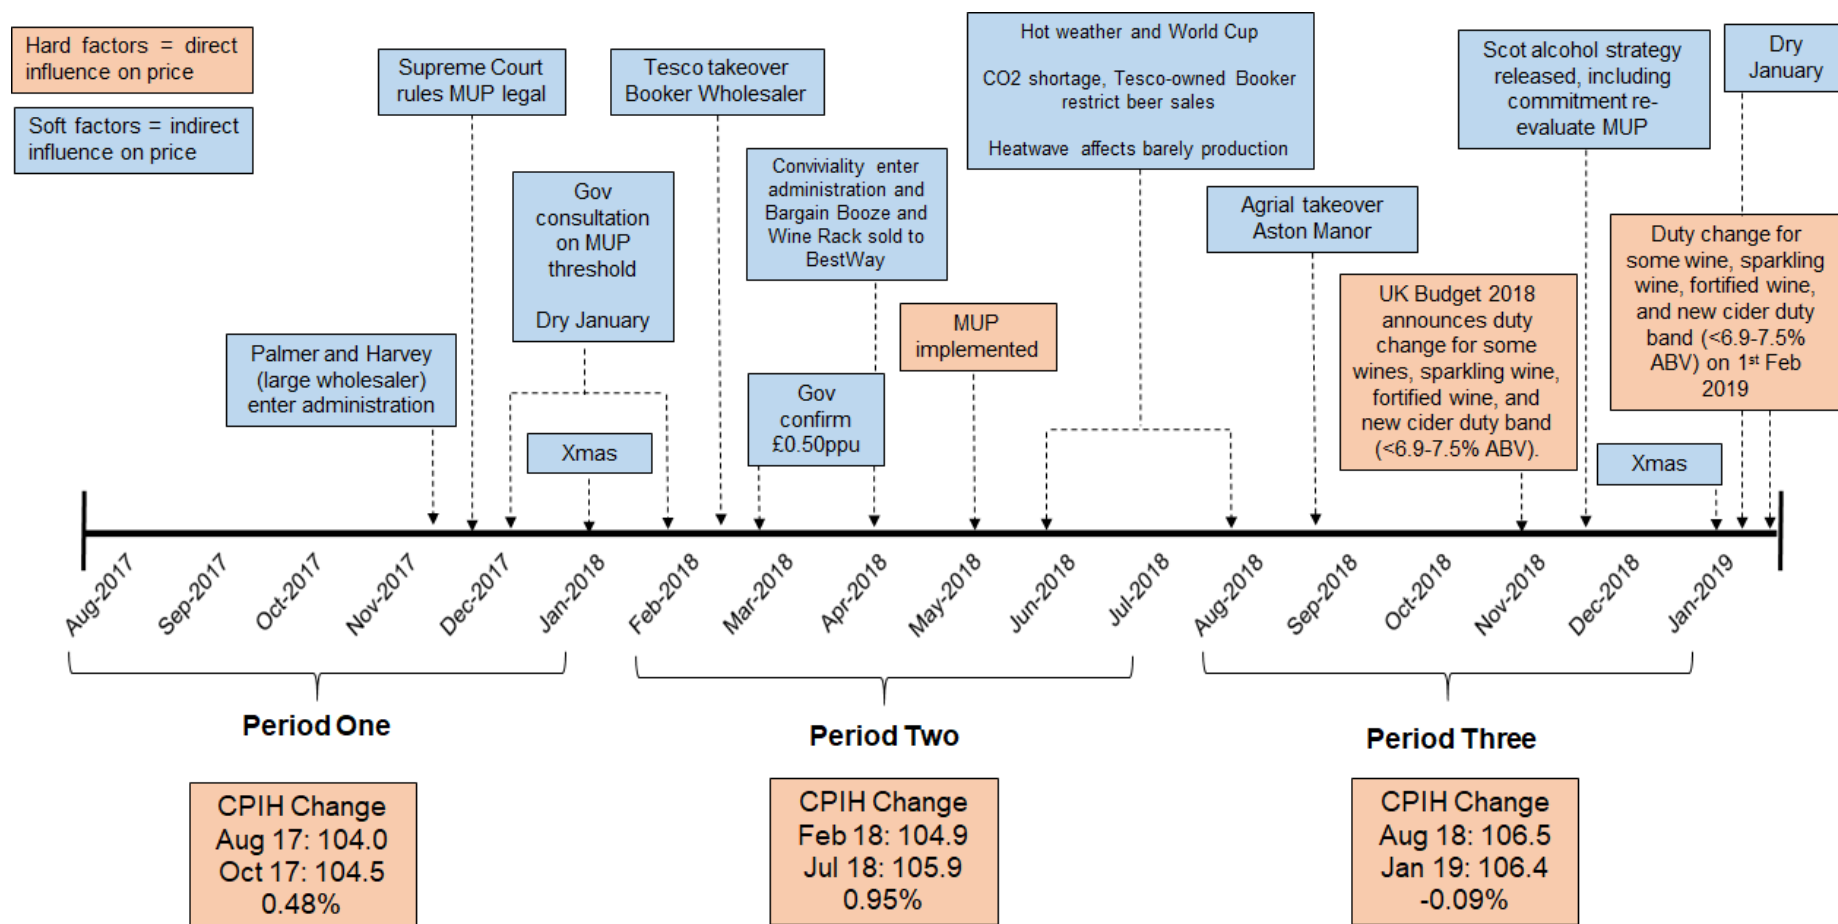 Hard factors = direct
influence on price
Soft factors = indirect
influence on price
Palmer and Harvey
(large wholesaler)
enter administration
Supreme Court
rules MUP legal
Gov
consultation
on MUP
threshold
Dry January
Xmas
Tesco takeover
Booker Wholesaler
Conviviality enter
administration and
Bargain Booze and
Wine Rack sold to
BestWay
Gov
confirm
£0.50ppu
MUP
implemented
Hot weather and World Cup
CO2 shortage, Tesco-owned Booker
restrict beer sales
Heatwave affects barely production
Agrial takeover
Aston Manor
UK Budget 2018
announces duty
change for some
wines, sparkling wine,
fortified wine, and
new cider duty band
(<6.9-7.5% ABV).
Scot alcohol strategy
released, including
commitment re-
evaluate MUP
Xmas
Dry
January
Duty change for
some wine, sparkling
wine, fortified wine,
and new cider duty
band (<6.9-7.5%
ABV) on 1st Feb
2019
Aug-2017
Sep-2017
Oct-2017
Nov-2017
Dec-2017
Jan-2018
Feb-2018
Mar-2018
Apr-2018
May-2018
Jun-2018
Jul-2018
Aug-2018
Sep-2018
Oct-2018
Nov-2018
Dec-2018
Jan-2019
Period One
Period Two
Period Three
CPIH Change
Aug 17: 104.0
Oct 17: 104.5
0.48%
CPIH Change
Feb 18: 104.9
Jul 18: 105.9
0.95%
CPIH Change
Aug 18: 106.5
Jan 19: 106.4
-0.09%